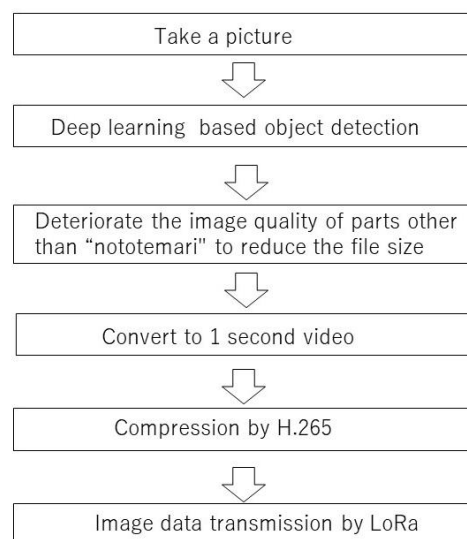 Take a picture
Deep learning based object detection
Deteriorate the image quality of parts other
than “nototemari" to reduce the file size
Convert to 1 second video
Compression by H.265
Image data transmission by LoRa